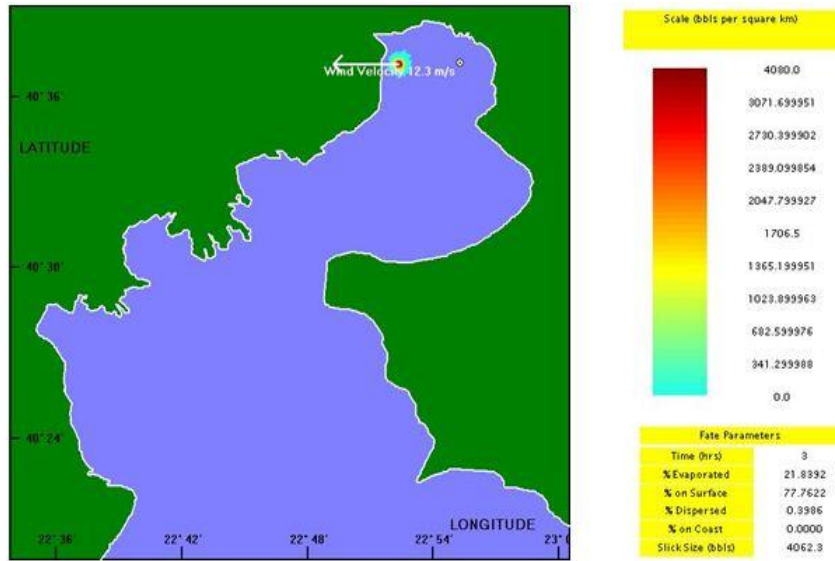 Scale (bbls per square km)
4080.0
3071.699951
2730.399902
2389.099854
2047.799927
1706.5
1365.199951
1023.899963
682.599976
341.299988
0.0
Wind Velocity 12.3 m/s
40° 36'
LATITUDE
40° 30'
40° 24'
LONGITUDE
22° 36'
22° 42'
22° 48'
22° 54'
23° 0
Fate Parameters
Time (hrs) 3
% Evaporated 21.8392
% on Surface 77.7622
% Dispersed 0.3986
% on Coast 0.0000
Slick Size (bbls) 4062.3